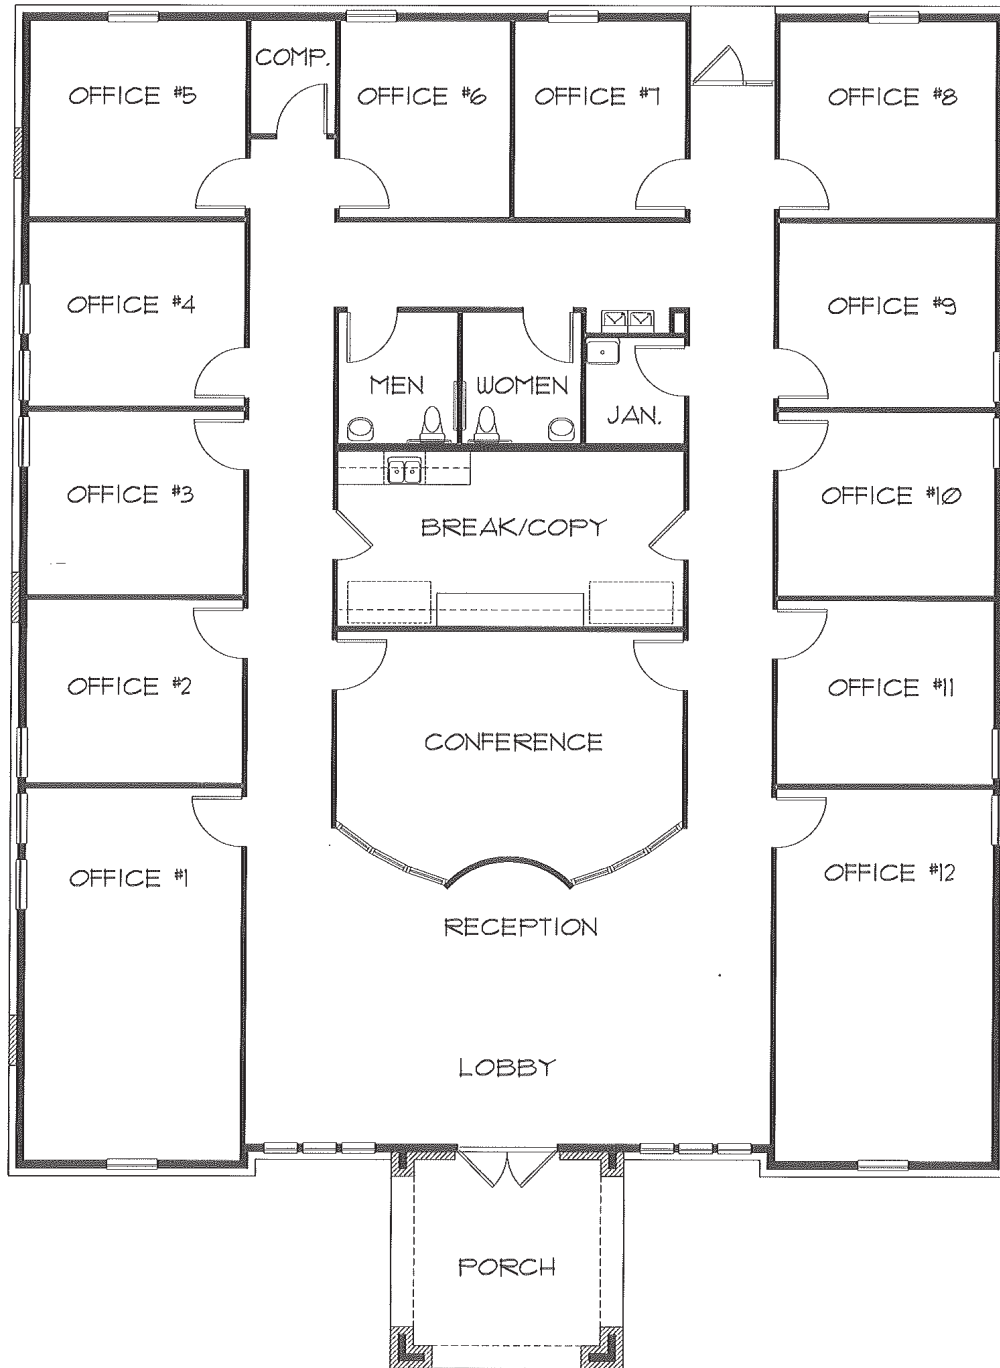 COMP.
OFFICE #5
OFFICE #6
OFFICE #7
OFFICE #8
OFFICE #4
OFFICE #9
MEN
WOMEN
JAN.
OFFICE #3
OFFICE #10
BREAK/COPY
OFFICE #2
OFFICE #11
CONFERENCE
OFFICE #1
OFFICE #12
RECEPTION
LOBBY
PORCH